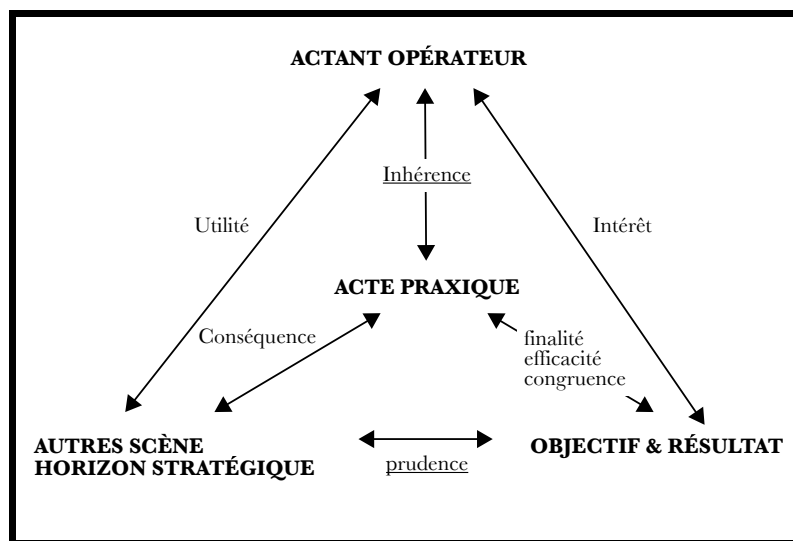 ACTANT OPÉRATEUR
Inhérence
Utilité
Intérêt
ACTE PRAXIQUE
Conséquence
finalité
efficacité
congruence
AUTRES SCÈNE
HORIZON STRATÉGIQUE
OBJECTIF & RÉSULTAT
prudence